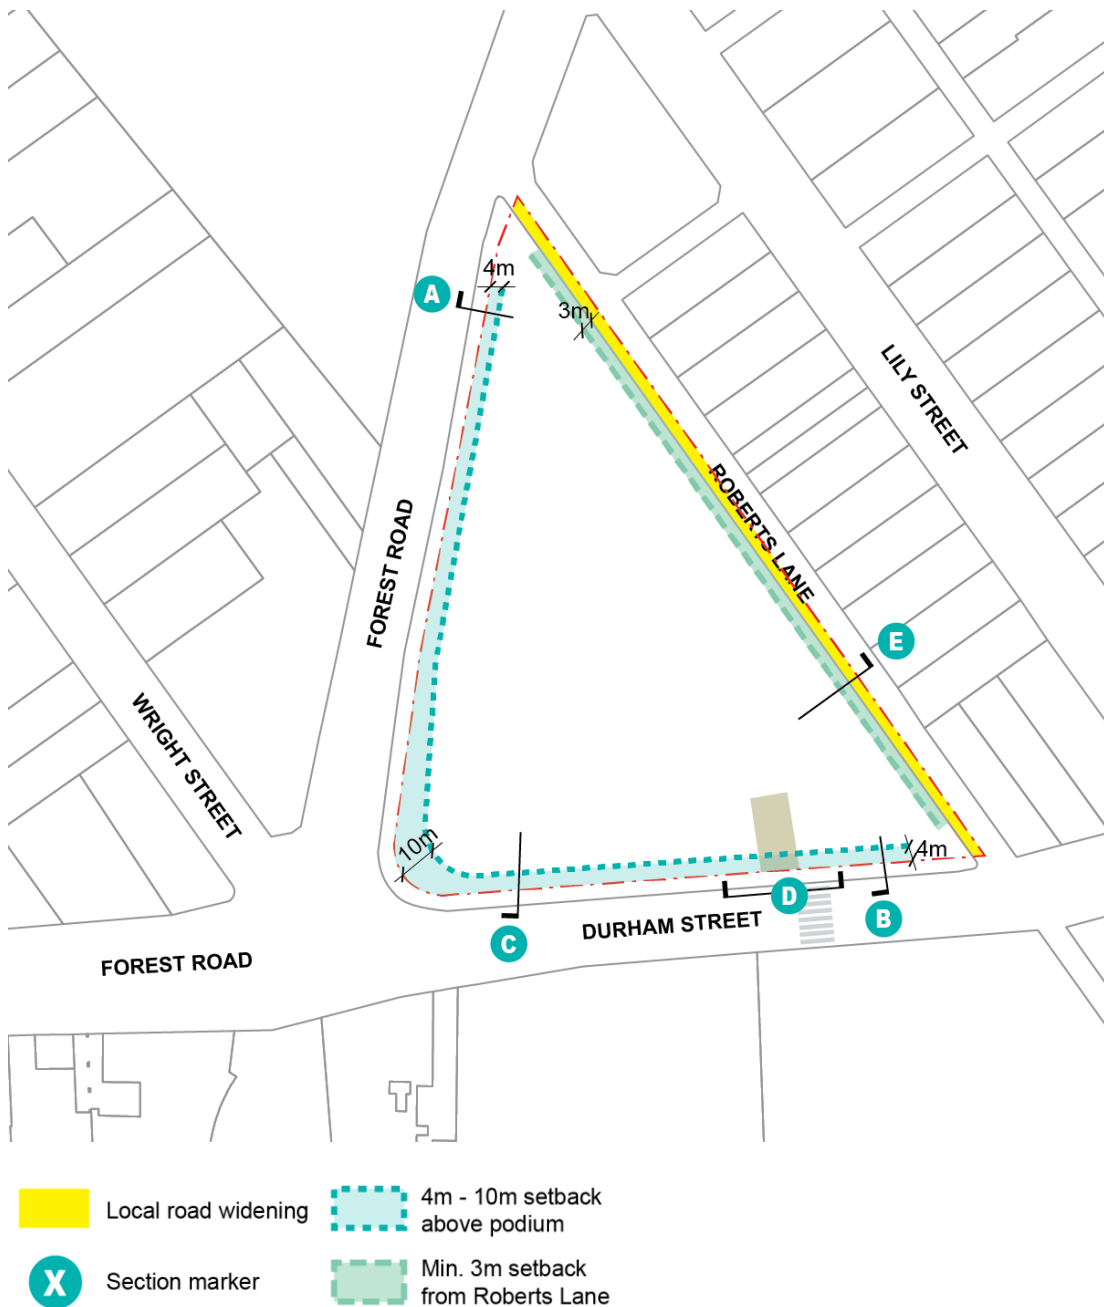 4m
A
3m
LILY STREET
ROBERTS LANE
FOREST ROAD
E
WRIGHT STREET
10m
4m
D
B
C
DURHAM STREET
FOREST ROAD
Local road widening
4m - 10m setback
above podium
X
Section marker
Min. 3m setback
from Roberts Lane